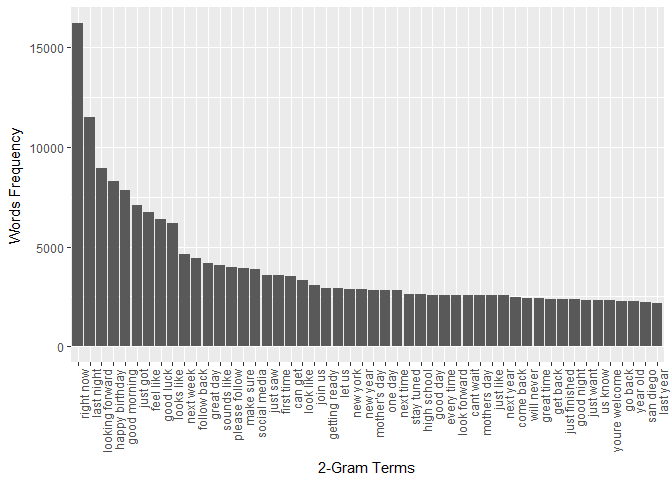 Words Frequency
15000
10000
5000
0
right now
last night
looking forward
happy birthday
good morning
just got
feel like
good luck
looks like
next week
follow back
great day
sounds like
please follow
make sure
social media
just saw
first time
can get
look like
join us
getting ready
let us
new york
new year
mothers day
one day
next time
stay tuned
high school
good day
every time
look forward
cant wait
mothers day
just like
next year
come back
will never
great time
get back
just finished
good night
just want
us know
youre welcome
go back
year old
san diego
last year
2-Gram Terms